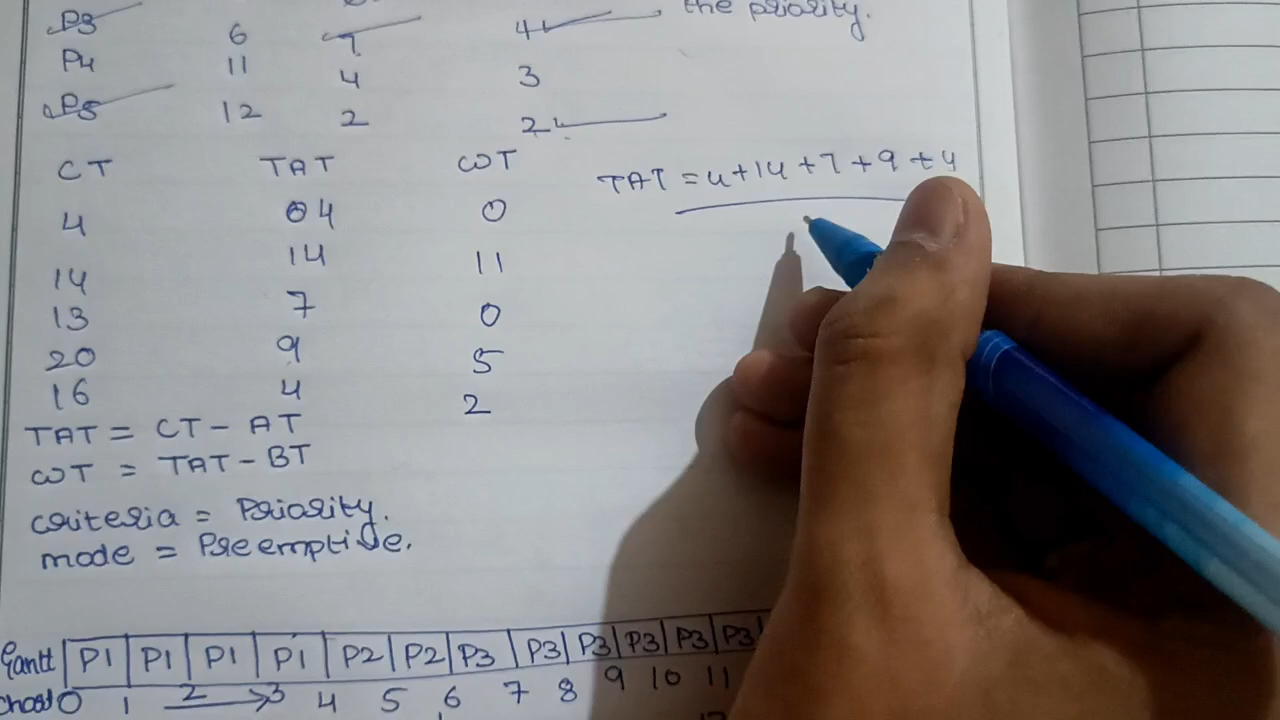 the priority.
P3 6 7 4
P4 11 4 3
P5 12 2 2
CT TAT WT
4 04 0
14 14 11
13 7 0
20 9 5
16 4 2
TAT = 4+14+7+9+4
TAT = CT - AT
WT = TAT - BT
criteria = Priority.
mode = Preemptive.
Gantt P1 P1 P1 P1 P2 P2 P3 P3 P3 P3 P3 P3
chart 0 1 2 3 4 5 6 7 8 9 10 11